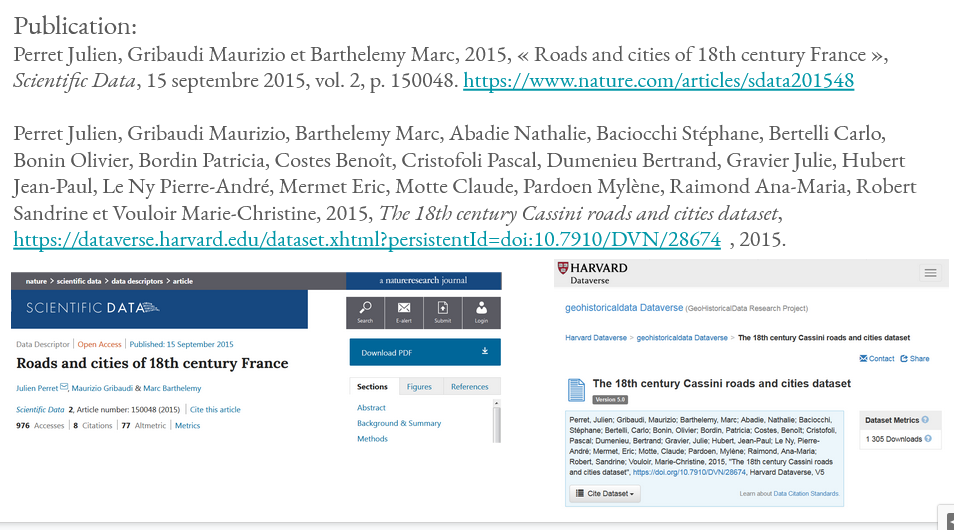 Publication:
Perret Julien, Gribaudi Maurizio et Barthelemy Marc, 2015, « Roads and cities of 18th century France »,
Scientific Data, 15 septembre 2015, vol. 2, p. 150048. https://www.nature.com/articles/sdata201548
Perret Julien, Gribaudi Maurizio, Barthelemy Marc, Abadie Nathalie, Baciocchi Stéphane, Bertelli Carlo,
Bonin Olivier, Bordin Patricia, Costes Benoît, Cristofoli Pascal, Dumenieu Bertrand, Gravier Julie, Hubert
Jean-Paul, Le Ny Pierre-André, Mermet Eric, Motte Claude, Pardoen Mylène, Raimond Ana-Maria, Robert
Sandrine et Vouloir Marie-Christine, 2015, The 18th century Cassini roads and cities dataset,
https://dataverse.harvard.edu/dataset.xhtml?persistentId=doi:10.7910/DVN/28674 , 2015.
nature > scientific data > data descriptors > article
a natureresearch journal
SCIENTIFIC DATA
Search E-alert Submit Login
Data Descriptor | Open Access | Published: 15 September 2015
Roads and cities of 18th century France
Julien Perret, Maurizio Gribaudi & Marc Barthelemy
Scientific Data 2, Article number: 150048 (2015) | Cite this article
976 Accesses | 8 Citations | 77 Altmetric | Metrics
Download PDF
Sections Figures References
Abstract
Background & Summary
Methods
HARVARD
Dataverse
geohistoricaldata Dataverse (GeoHistoricalData Research Project)
Harvard Dataverse > geohistoricaldata Dataverse > The 18th century Cassini roads and cities dataset
Contact Share
The 18th century Cassini roads and cities dataset
Version 5.0
Perret, Julien; Gribaudi, Maurizio; Barthelemy, Marc; Abadie, Nathalie; Baciocchi,
Stéphane; Bertelli, Carlo; Bonin, Olivier; Bordin, Patricia; Costes, Benoit; Cristofoli,
Pascal; Dumenieu, Bertrand; Gravier, Julie; Hubert, Jean-Paul; Le Ny, Pierre-
André; Mermet, Eric; Motte, Claude; Pardoen, Mylène; Raimond, Ana-Maria;
Robert, Sandrine; Vouloir, Marie-Christine, 2015, "The 18th century Cassini roads
and cities dataset", https://doi.org/10.7910/DVN/28674, Harvard Dataverse, V5
Cite Dataset
Learn about Data Citation Standards.
Dataset Metrics
1 305 Downloads